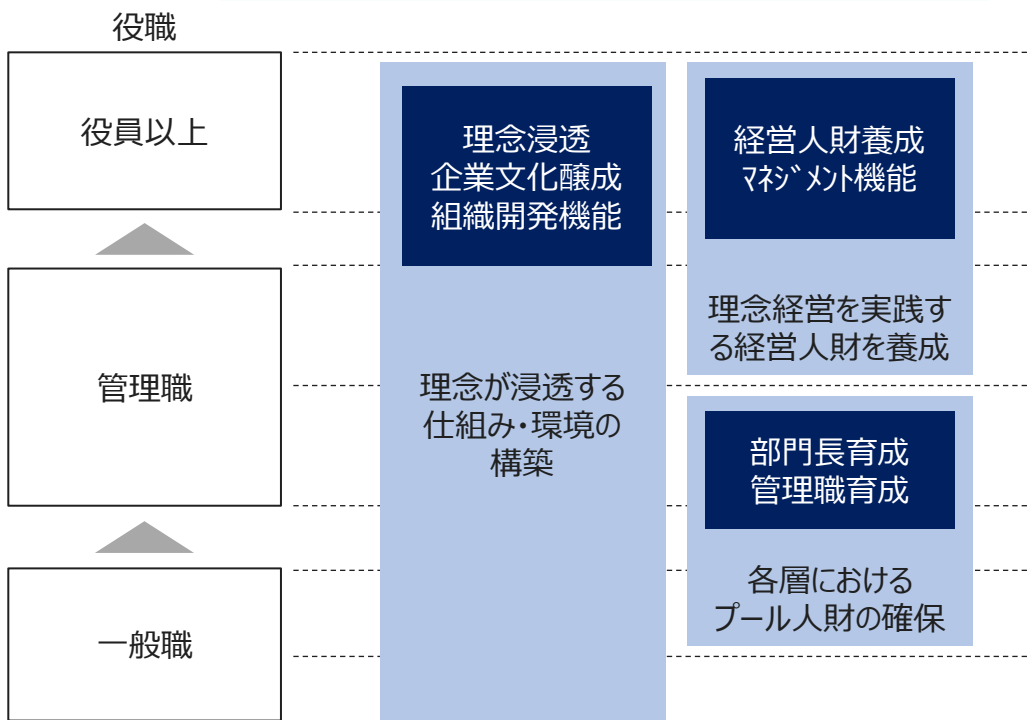 役職
役員以上
管理職
一般職
理念浸透
企業文化醸成
組織開発機能
理念が浸透する
仕組み・環境の
構築
経営人財養成
ﾏﾈｼﾞﾒﾝﾄ機能
理念経営を実践す
る経営人財を養成
部門長育成
管理職育成
各層における
プール人財の確保